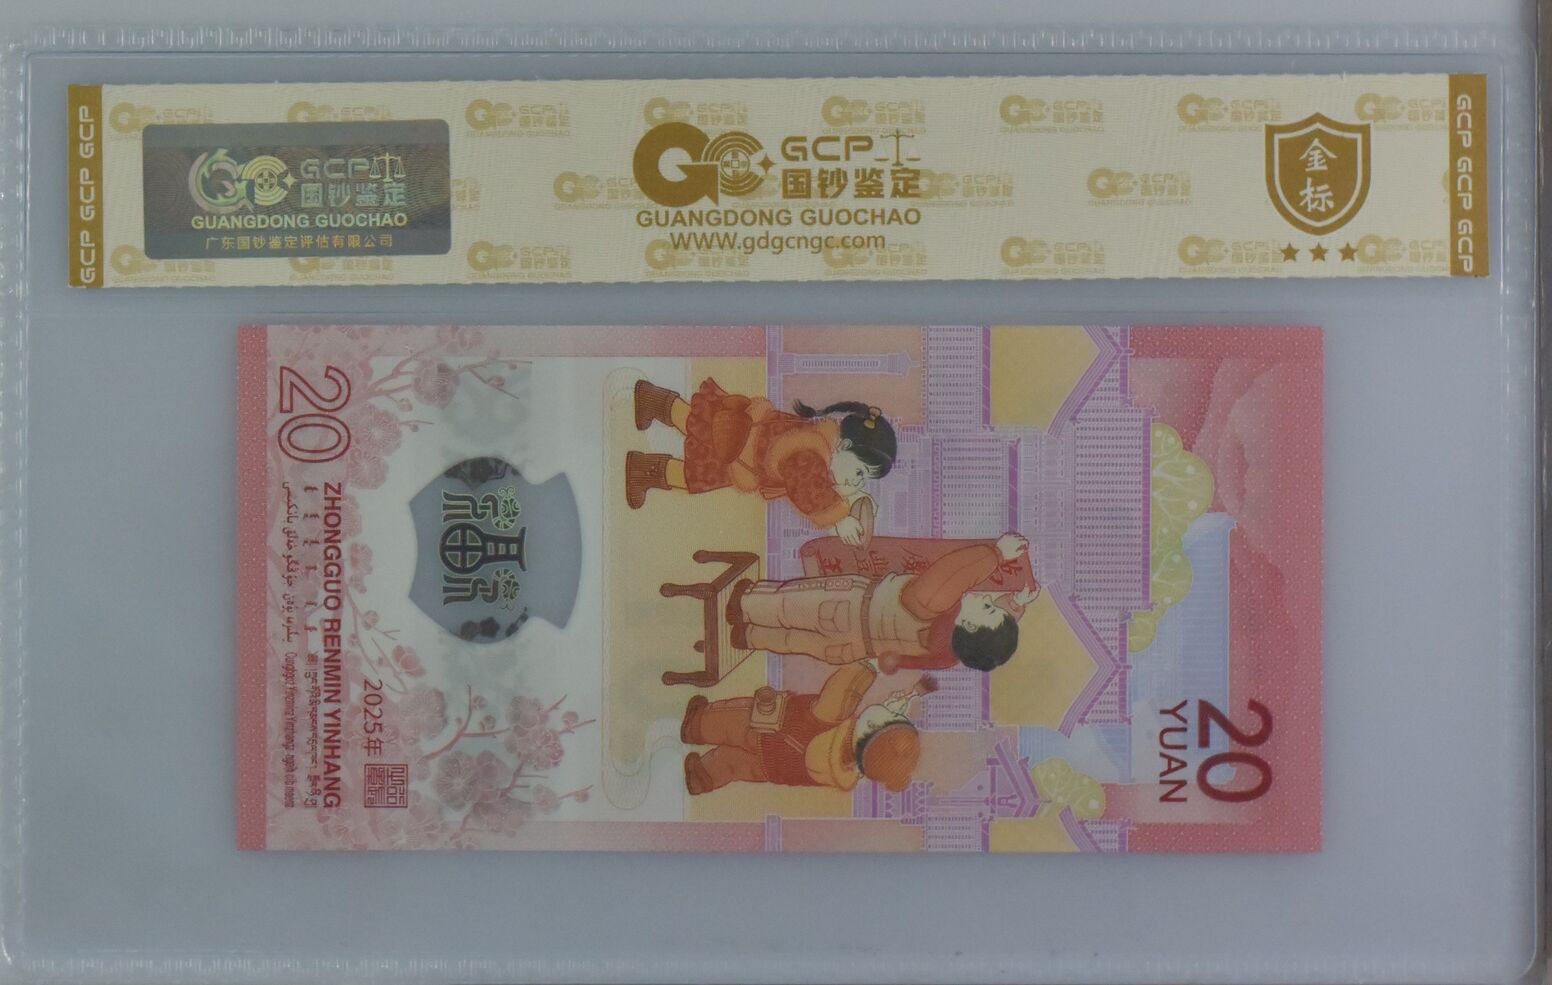 GCP
国钞鉴定
GUANGDONG GUOCHAO
广东国钞鉴定评估有限公司
GCP
国钞鉴定
GUANGDONG GUOCHAO
WWW.gdgcngc.com
金
标
GCP GCP GCP
GCP GCP GCP
20
ZHONGGUO RENMIN YINHANG
2025年
20
YUAN